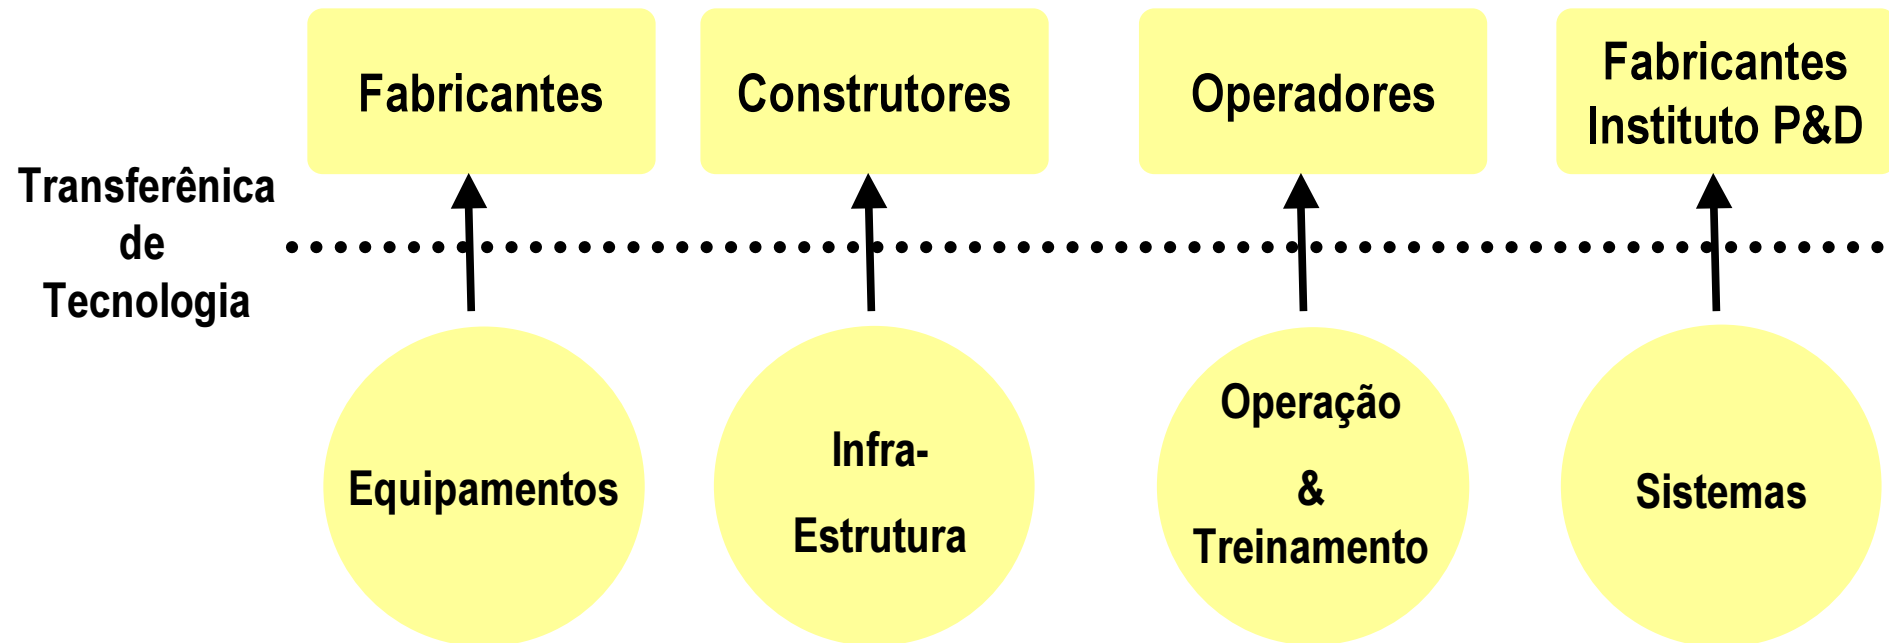 Fabricantes
Construtores
Operadores
Fabricantes
Instituto P&D
Transferênica
de
Tecnologia
Equipamentos
Infra-
Estrutura
Operação
&
Treinamento
Sistemas